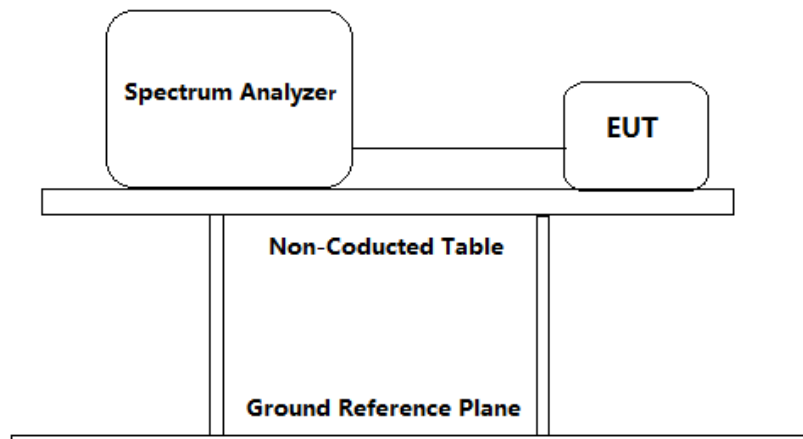 Spectrum Analyzer
EUT
Non-Coducted Table
Ground Reference Plane